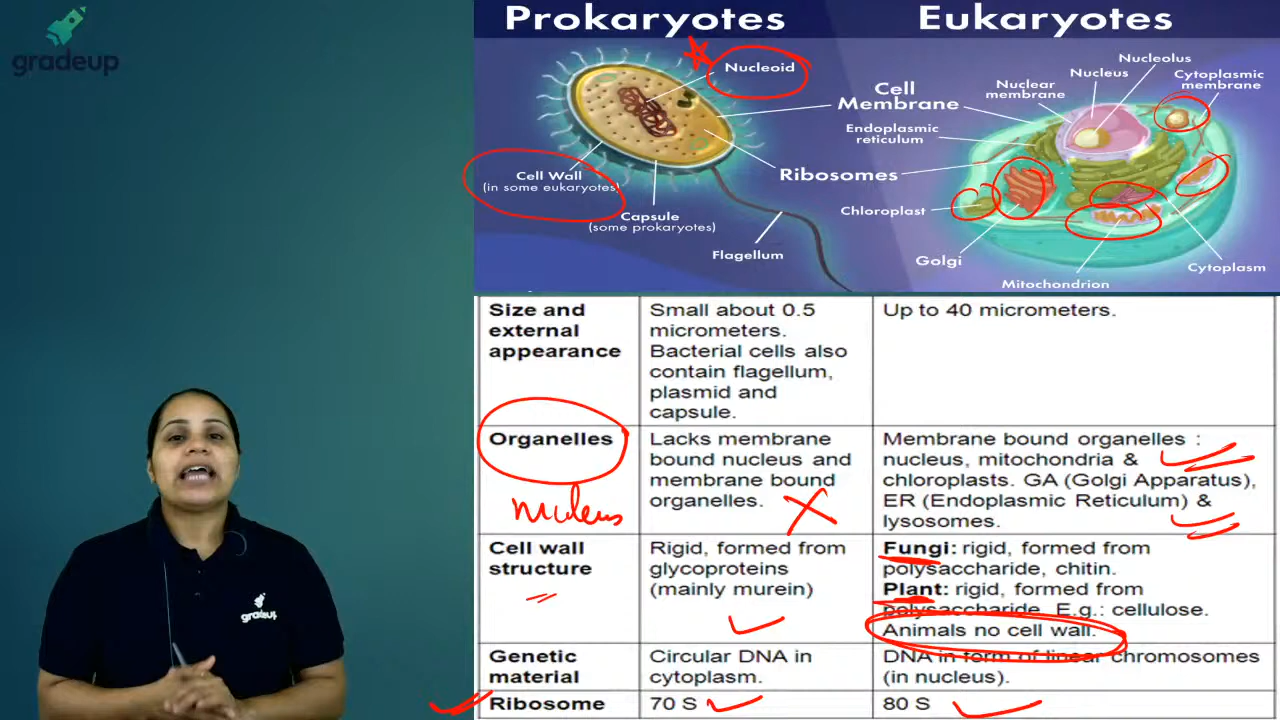 gradeup
Prokaryotes
Eukaryotes
Nucleoid
Cell
Membrane
Ribosomes
Cell Wall
(in some eukaryotes)
Capsule
(some prokaryotes)
Flagellum
Nucleolus
Nucleus
Nuclear
membrane
Cytoplasmic
membrane
Endoplasmic
reticulum
Chloroplast
Golgi
Mitochondrion
Cytoplasm
Size and
external
appearance
Small about 0.5
micrometers.
Bacterial cells also
contain flagellum,
plasmid and
capsule.
Up to 40 micrometers.
Organelles
nucleus
Lacks membrane
bound nucleus and
membrane bound
organelles.
Membrane bound organelles :
nucleus, mitochondria &
chloroplasts. GA (Golgi Apparatus),
ER (Endoplasmic Reticulum) &
lysosomes.
Cell wall
structure
Rigid, formed from
glycoproteins
(mainly murein)
Fungi: rigid, formed from
polysaccharide, chitin.
Plant: rigid, formed from
polysaccharide. E.g.: cellulose.
Animals no cell wall.
Genetic
material
Circular DNA in
cytoplasm.
DNA in form of linear chromosomes
(in nucleus).
Ribosome
70 S
80 S
gradeup